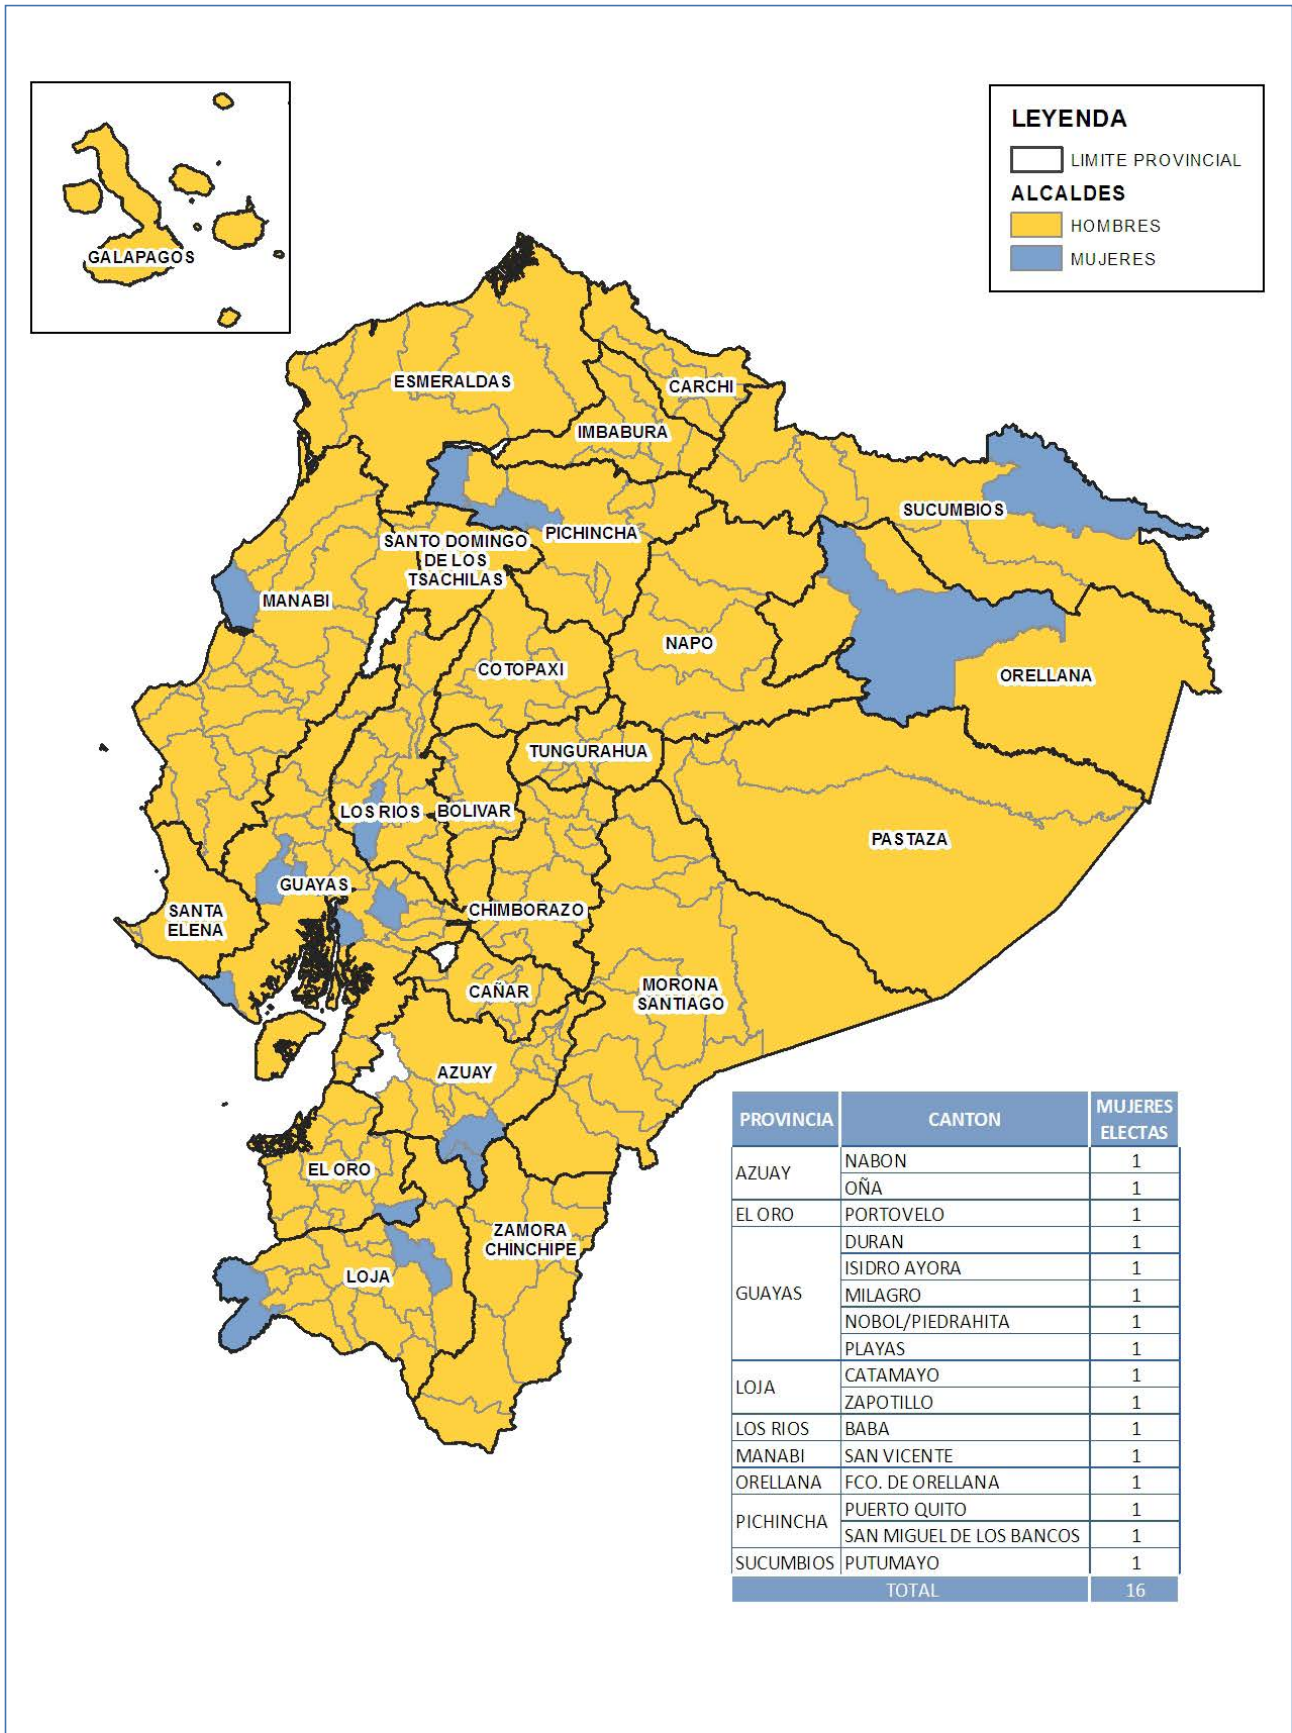 LEYENDA
LIMITE PROVINCIAL
ALCALDES
HOMBRES
MUJERES
GALAPAGOS
ESMERALDAS
CARCHI
IMBABURA
SUCUMBIOS
PICHINCHA
SANTO DOMINGO
DE LOS
TSACHILAS
MANABI
NAPO
COTOPAXI
ORELLANA
TUNGURAHUA
LOS RIOS
BOLIVAR
PASTAZA
GUAYAS
SANTA
ELENA
CHIMBORAZO
CAÑAR
MORONA
SANTIAGO
AZUAY
EL ORO
ZAMORA
CHINCHIPE
LOJA
PROVINCIA CANTON MUJERES ELECTAS
AZUAY NABON 1
OÑA 1
EL ORO PORTOVELO 1
GUAYAS DURAN 1
ISIDRO AYORA 1
MILAGRO 1
NOBOL/PIEDRAHITA 1
PLAYAS 1
LOJA CATAMAYO 1
ZAPOTILLO 1
LOS RIOS BABA 1
MANABI SAN VICENTE 1
ORELLANA FCO. DE ORELLANA 1
PICHINCHA PUERTO QUITO 1
SAN MIGUEL DE LOS BANCOS 1
SUCUMBIOS PUTUMAYO 1
TOTAL 16